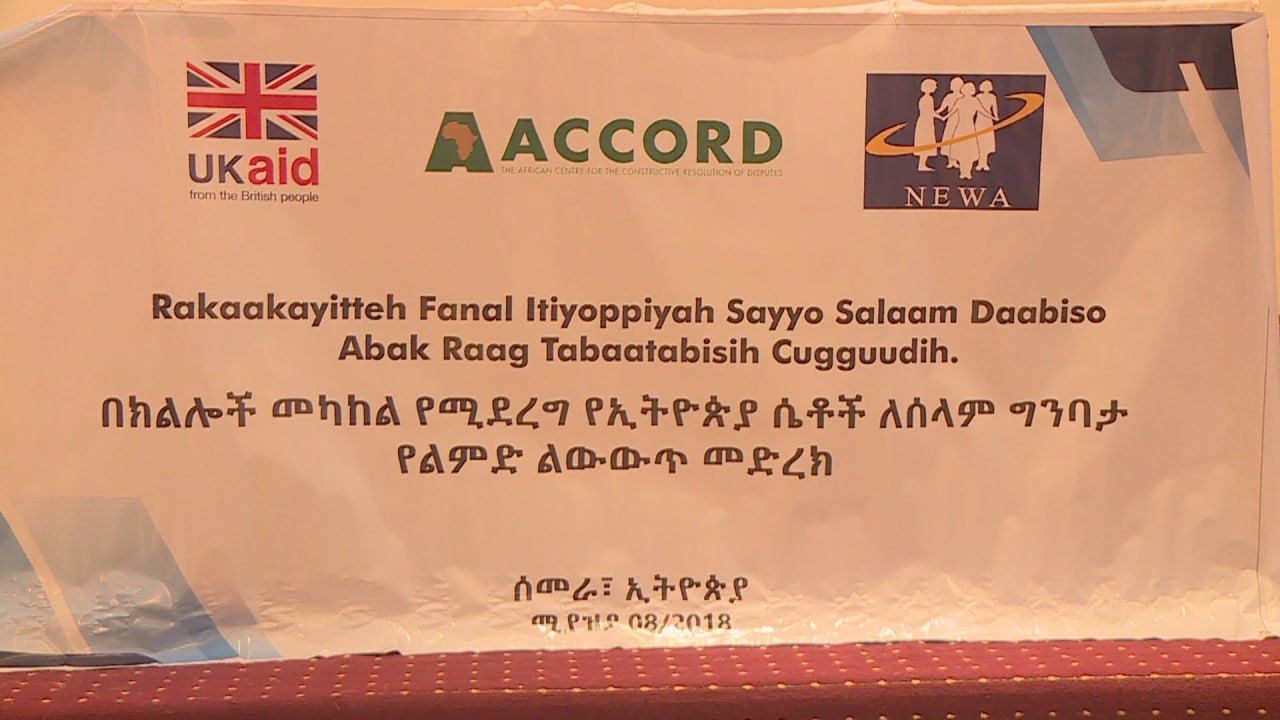 UKaid
from the British people
ACCORD
THE AFRICAN CENTRE FOR THE CONSTRUCTIVE RESOLUTION OF DISPUTES
NEWA
Rakaakayitteh Fanal Itiyoppiyah Sayyo Salaam Daabiso
Abak Raag Tabaatabisih Cugguudih.
በክልሎች መካከል የሚደረግ የኢትዮጵያ ሴቶች ለሰላም ግንባታ
የልምድ ልውውጥ መድረክ
ሰመራ፣ ኢትዮጵያ
ሚያዝያ 08/2018